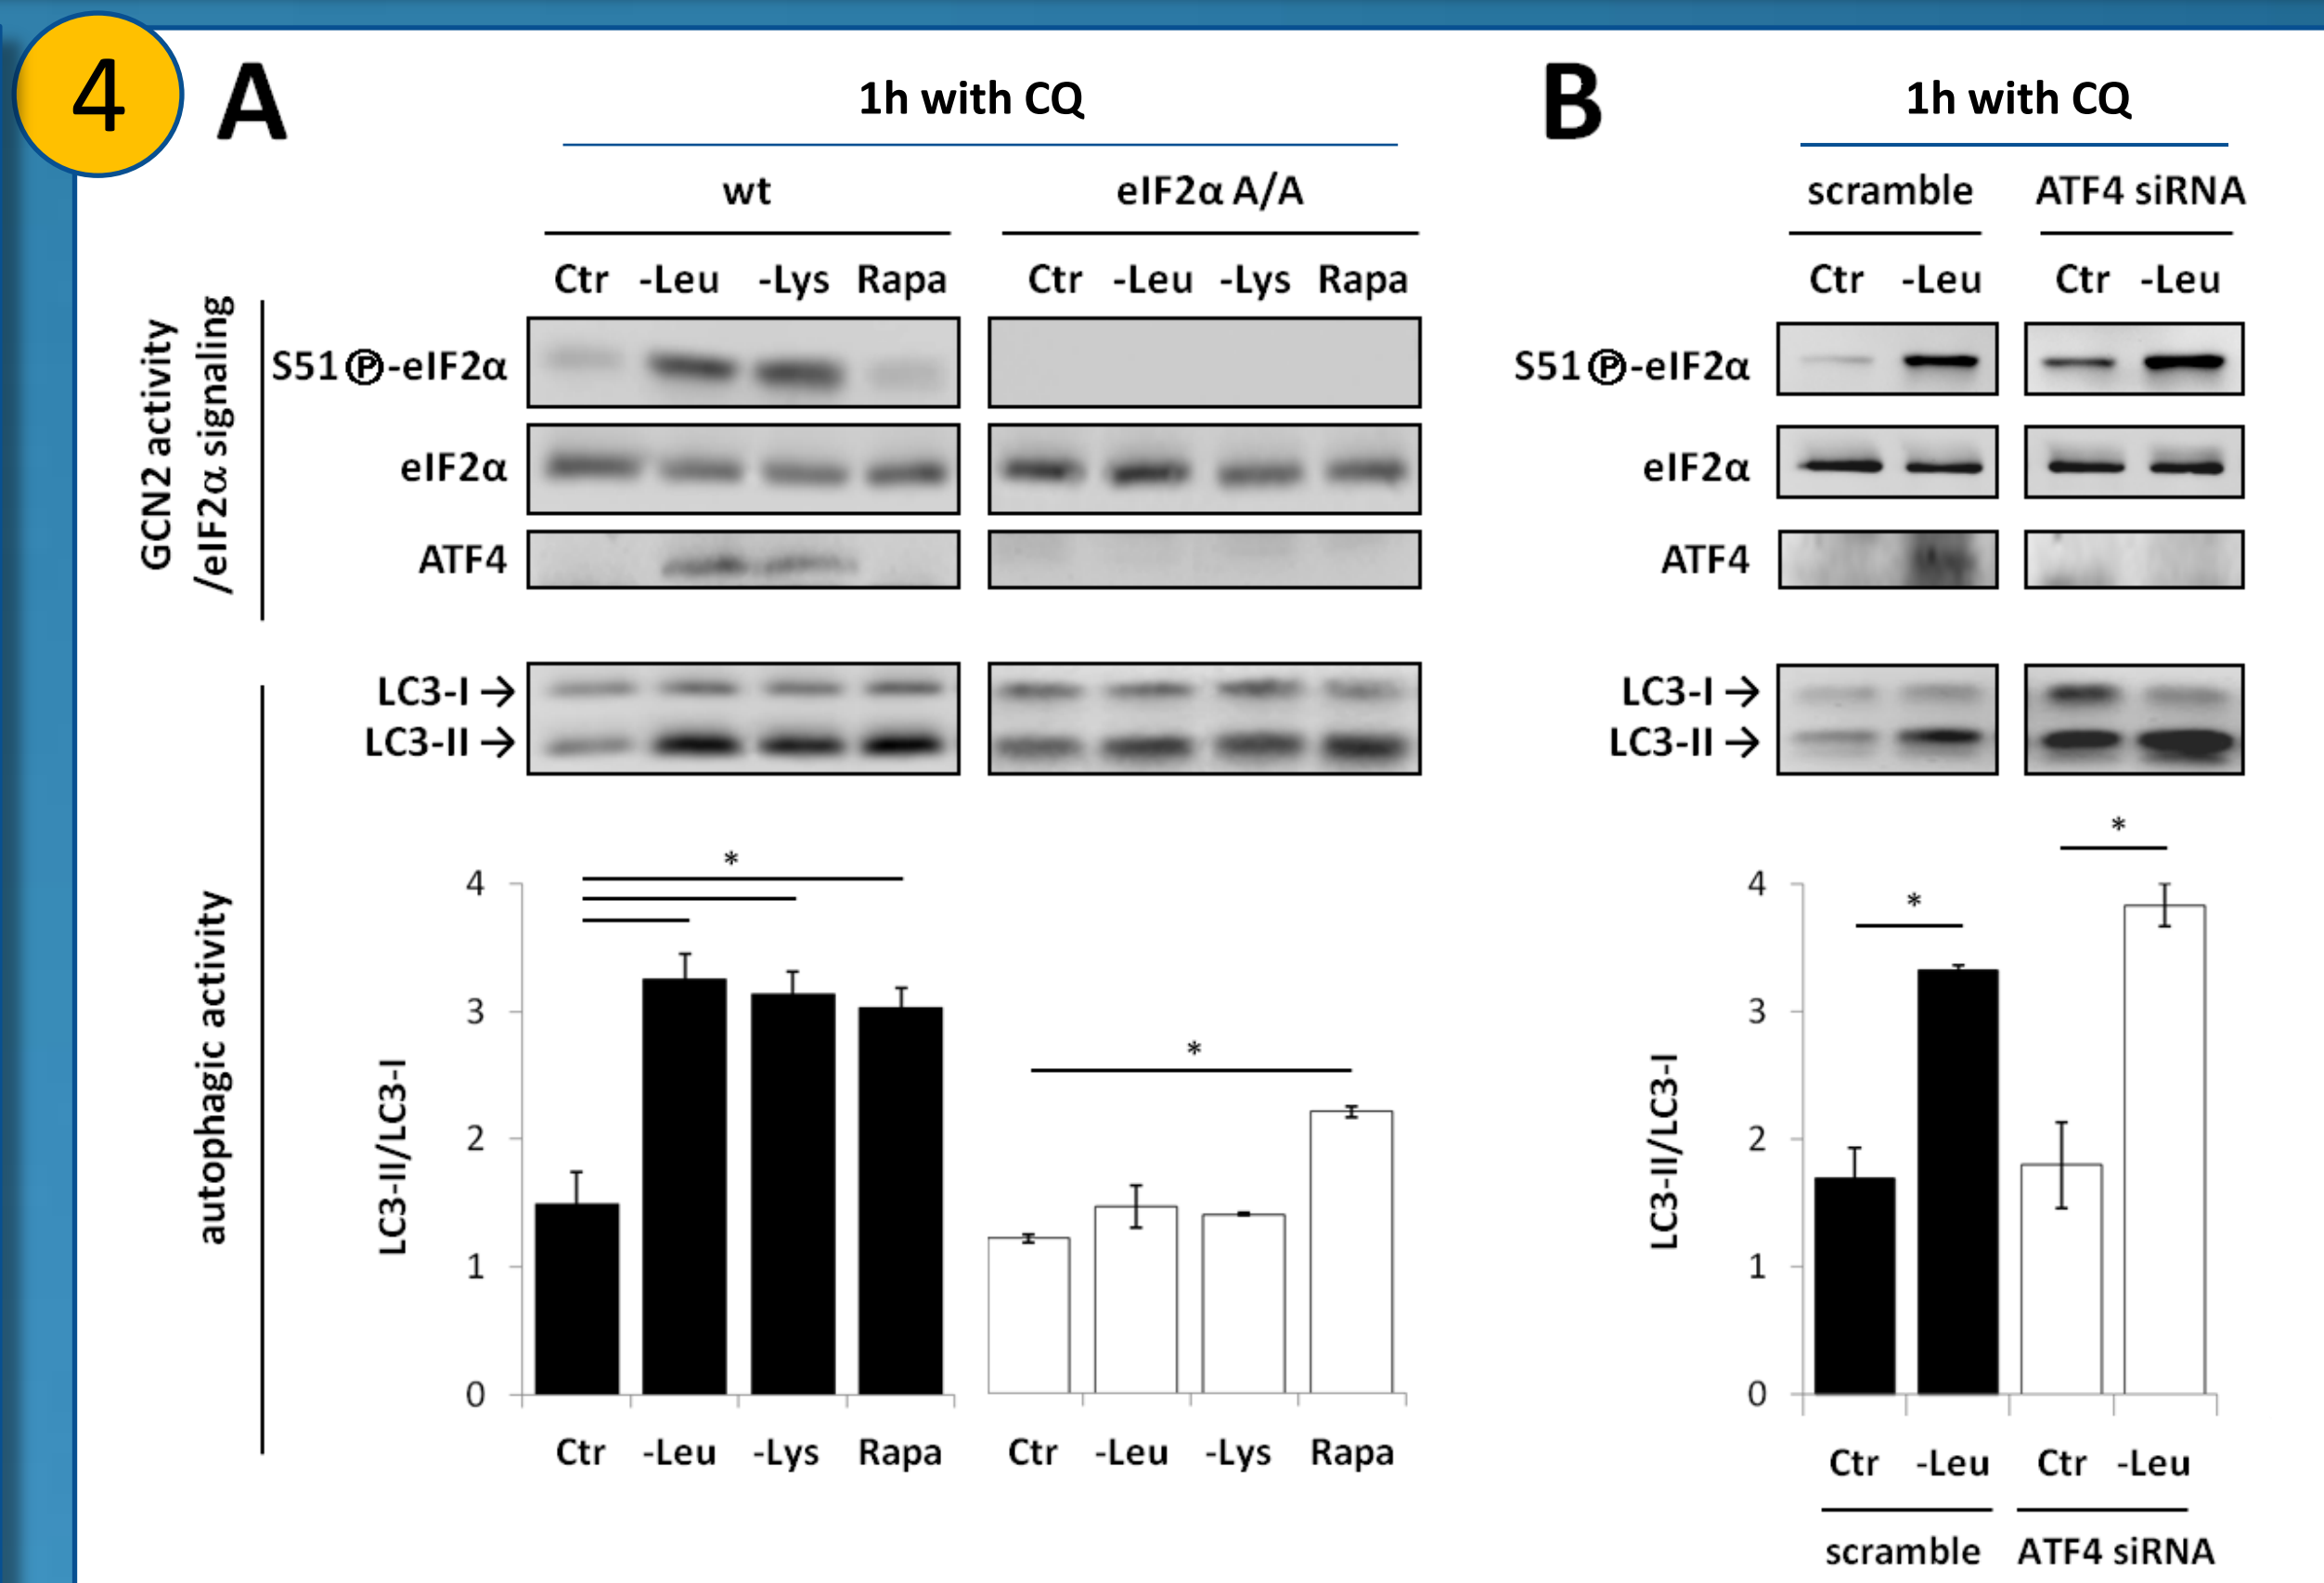 4
A
1h with CQ
wt
eIF2α A/A
Ctr -Leu -Lys Rapa
Ctr -Leu -Lys Rapa
GCN2 activity
/eIF2α signaling
S51 Ⓟ-eIF2α
eIF2α
ATF4
LC3-I →
LC3-II →
autophagic activity
LC3-II/LC3-I
*
*
4
3
2
1
0
Ctr -Leu -Lys Rapa
Ctr -Leu -Lys Rapa
B
1h with CQ
scramble
ATF4 siRNA
Ctr -Leu
Ctr -Leu
S51 Ⓟ-eIF2α
eIF2α
ATF4
LC3-I →
LC3-II →
LC3-II/LC3-I
*
*
4
3
2
1
0
Ctr -Leu
Ctr -Leu
scramble
ATF4 siRNA